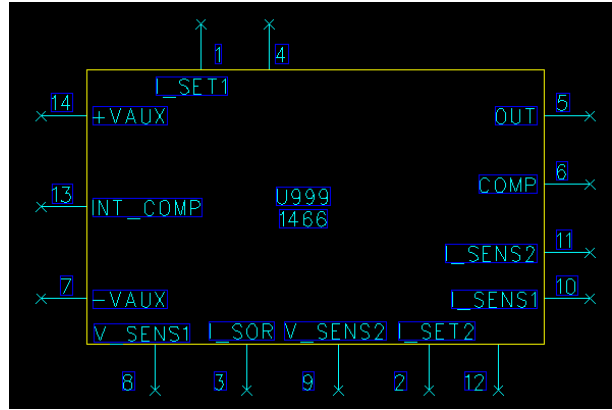 1 4
I_SET1
14 +VAUX OUT 5
6
13 INT_COMP U999 COMP
1466
11
I_SENS2
7 -VAUX I_SENS1 10
V_SENS1 I_SOR V_SENS2 I_SET2
8 3 9 2 12